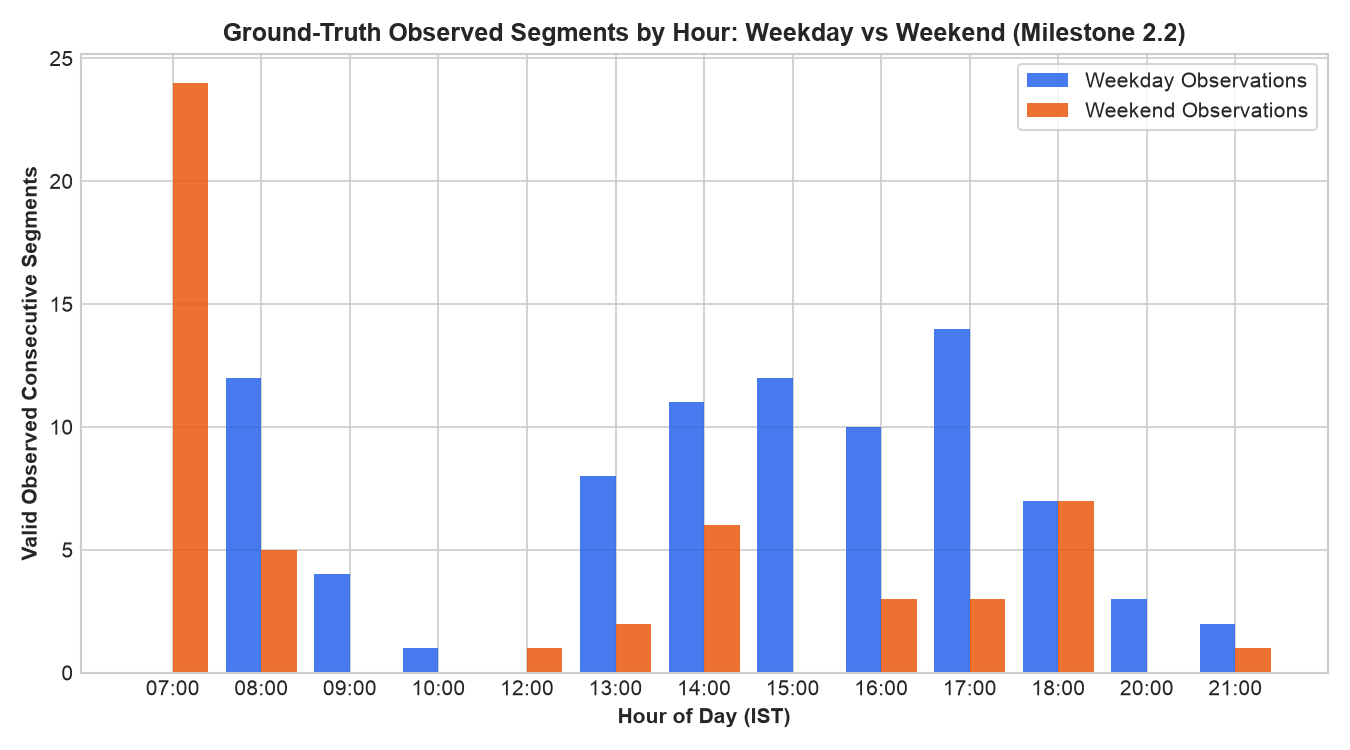 Ground-Truth Observed Segments by Hour: Weekday vs Weekend (Milestone 2.2)
Weekday Observations
Weekend Observations
Valid Observed Consecutive Segments
25
20
15
10
5
0
07:00 08:00 09:00 10:00 12:00 13:00 14:00 15:00 16:00 17:00 18:00 20:00 21:00
Hour of Day (IST)